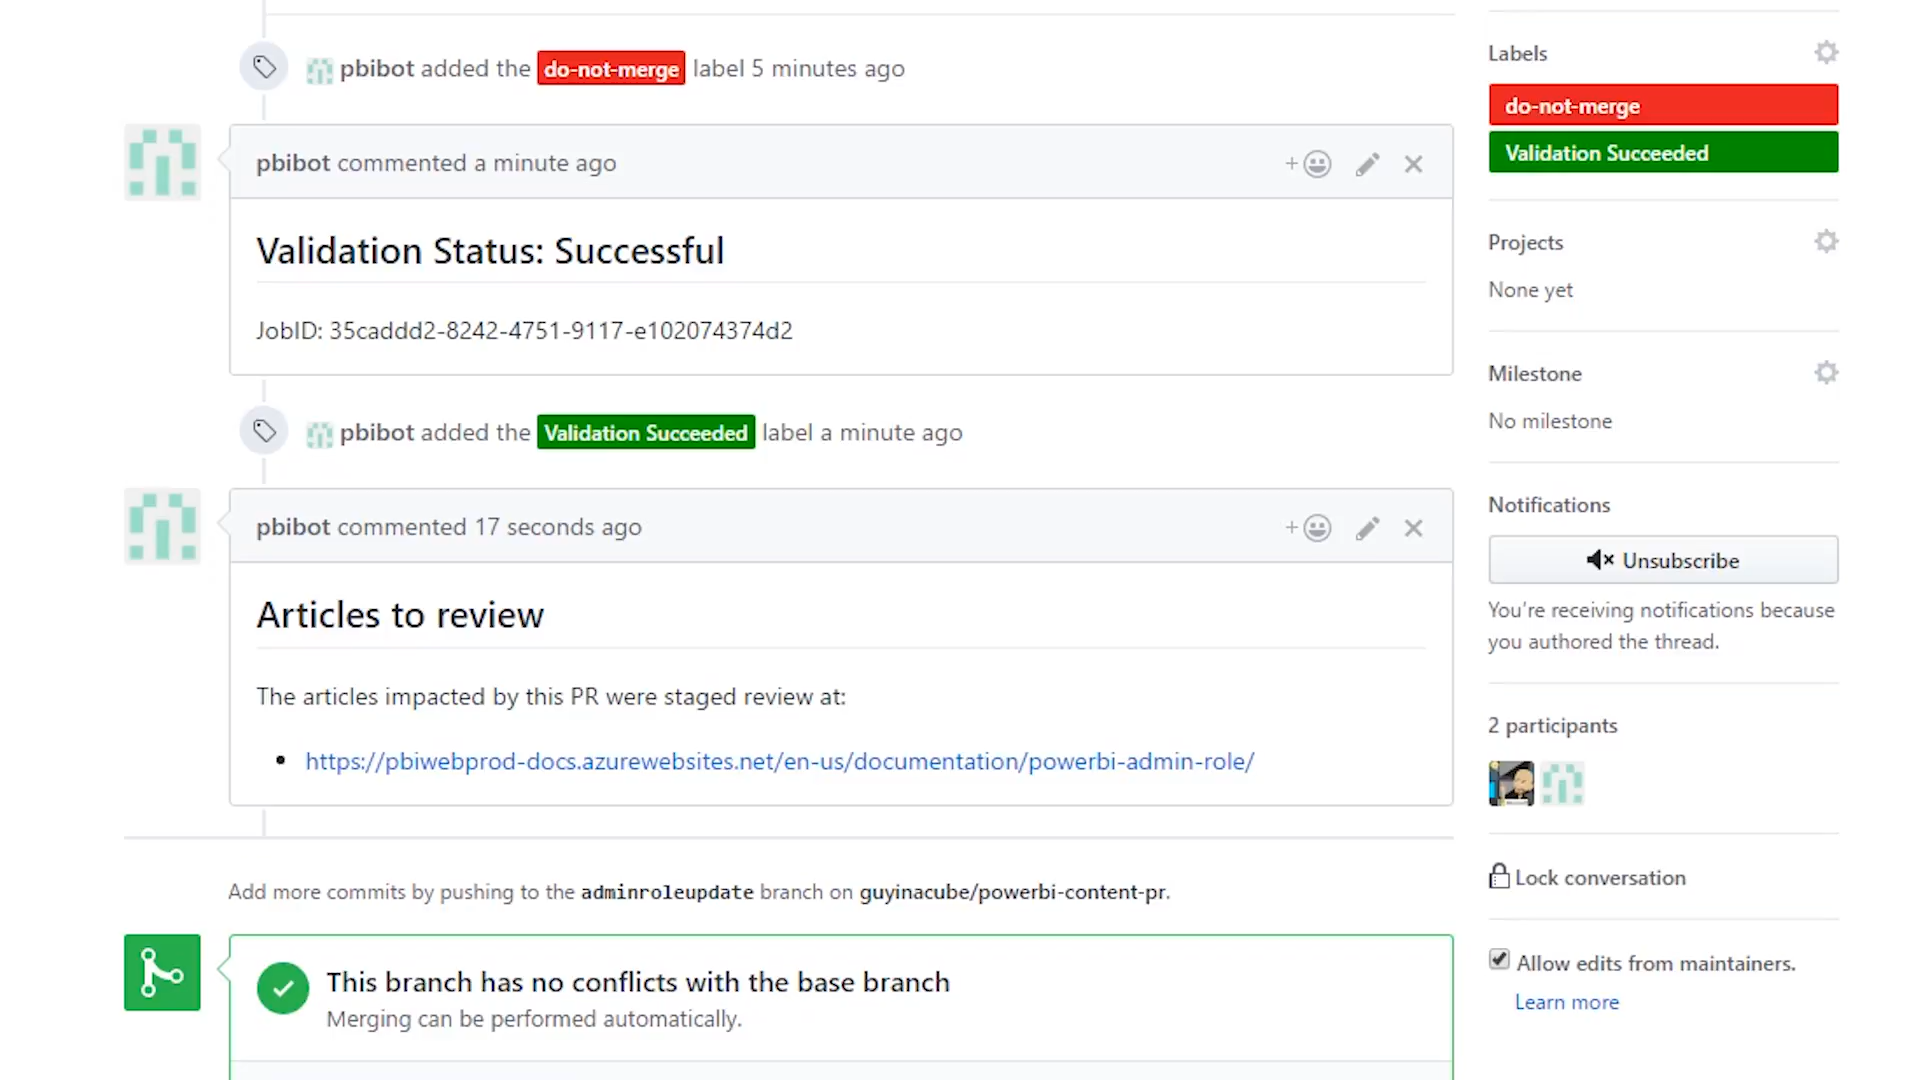 pbibot added the do-not-merge label 5 minutes ago
pbibot commented a minute ago
Validation Status: Successful
JobID: 35caddd2-8242-4751-9117-e102074374d2
pbibot added the Validation Succeeded label a minute ago
pbibot commented 17 seconds ago
Articles to review
The articles impacted by this PR were staged review at:
https://pbiwebprod-docs.azurewebsites.net/en-us/documentation/powerbi-admin-role/
Add more commits by pushing to the adminroleupdate branch on guyinacube/powerbi-content-pr.
This branch has no conflicts with the base branch
Merging can be performed automatically.
Labels
do-not-merge
Validation Succeeded
Projects
None yet
Milestone
No milestone
Notifications
Unsubscribe
You're receiving notifications because
you authored the thread.
2 participants
Lock conversation
Allow edits from maintainers.
Learn more